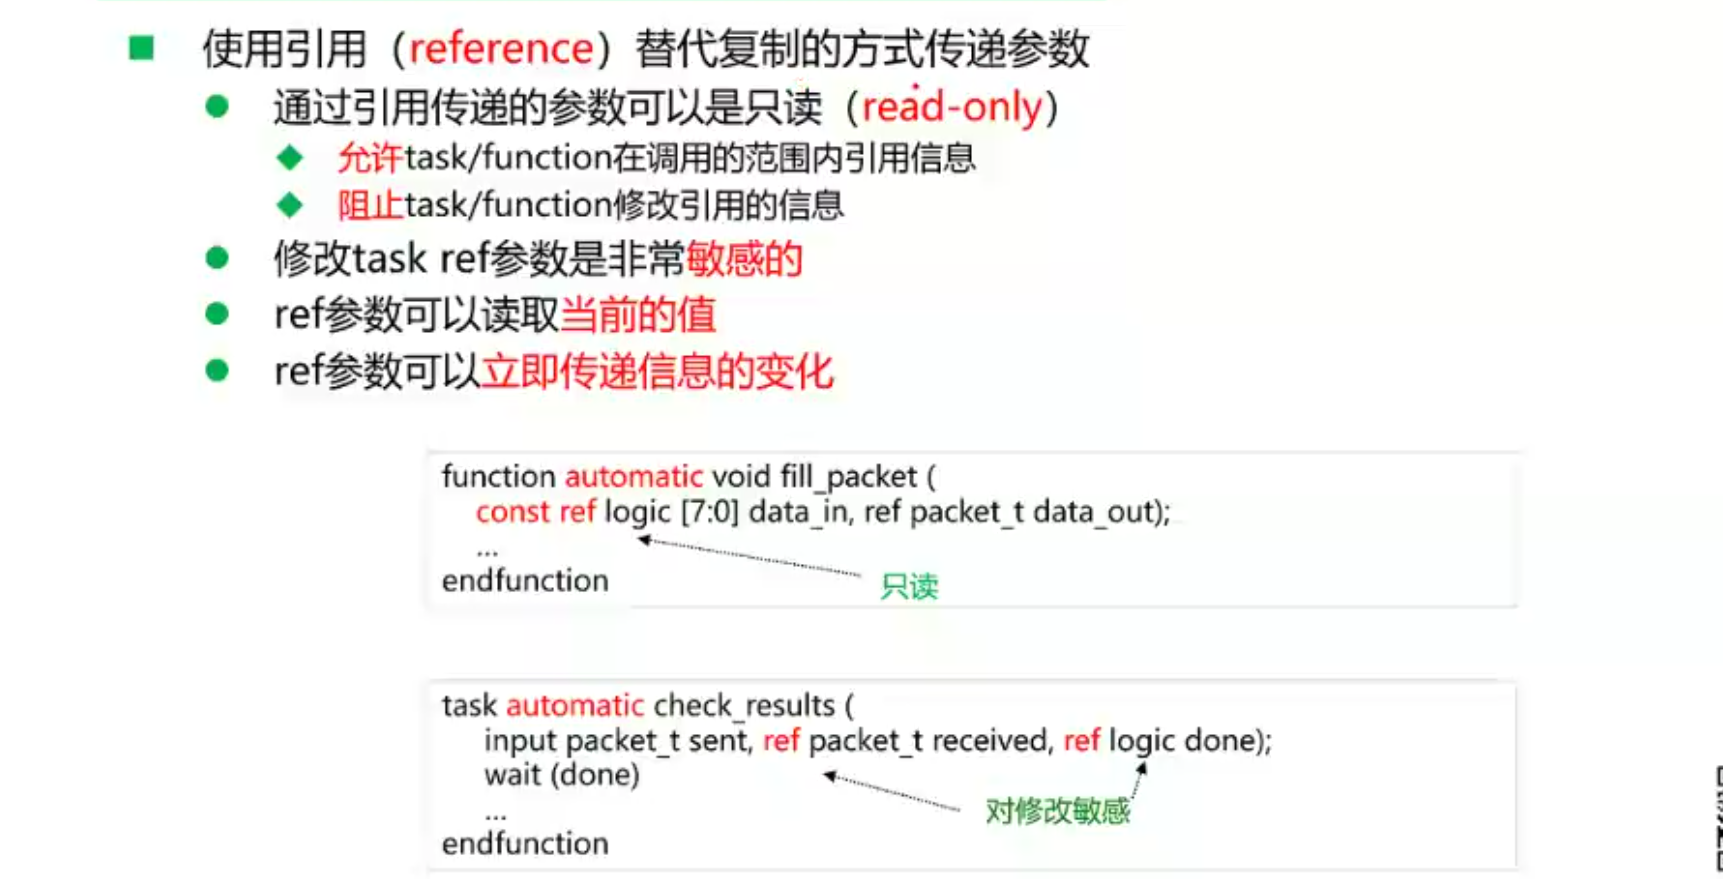 使用引用（reference）替代复制的方式传递参数
通过引用传递的参数可以是只读（read-only）
允许task/function在调用的范围内引用信息
阻止task/function修改引用的信息
修改task ref参数是非常敏感的
ref参数可以读取当前的值
ref参数可以立即传递信息的变化
function automatic void fill_packet (
const ref logic [7:0] data_in, ref packet_t data_out);
...
endfunction
只读
task automatic check_results (
input packet_t sent, ref packet_t received, ref logic done);
wait (done)
...
对修改敏感
endfunction